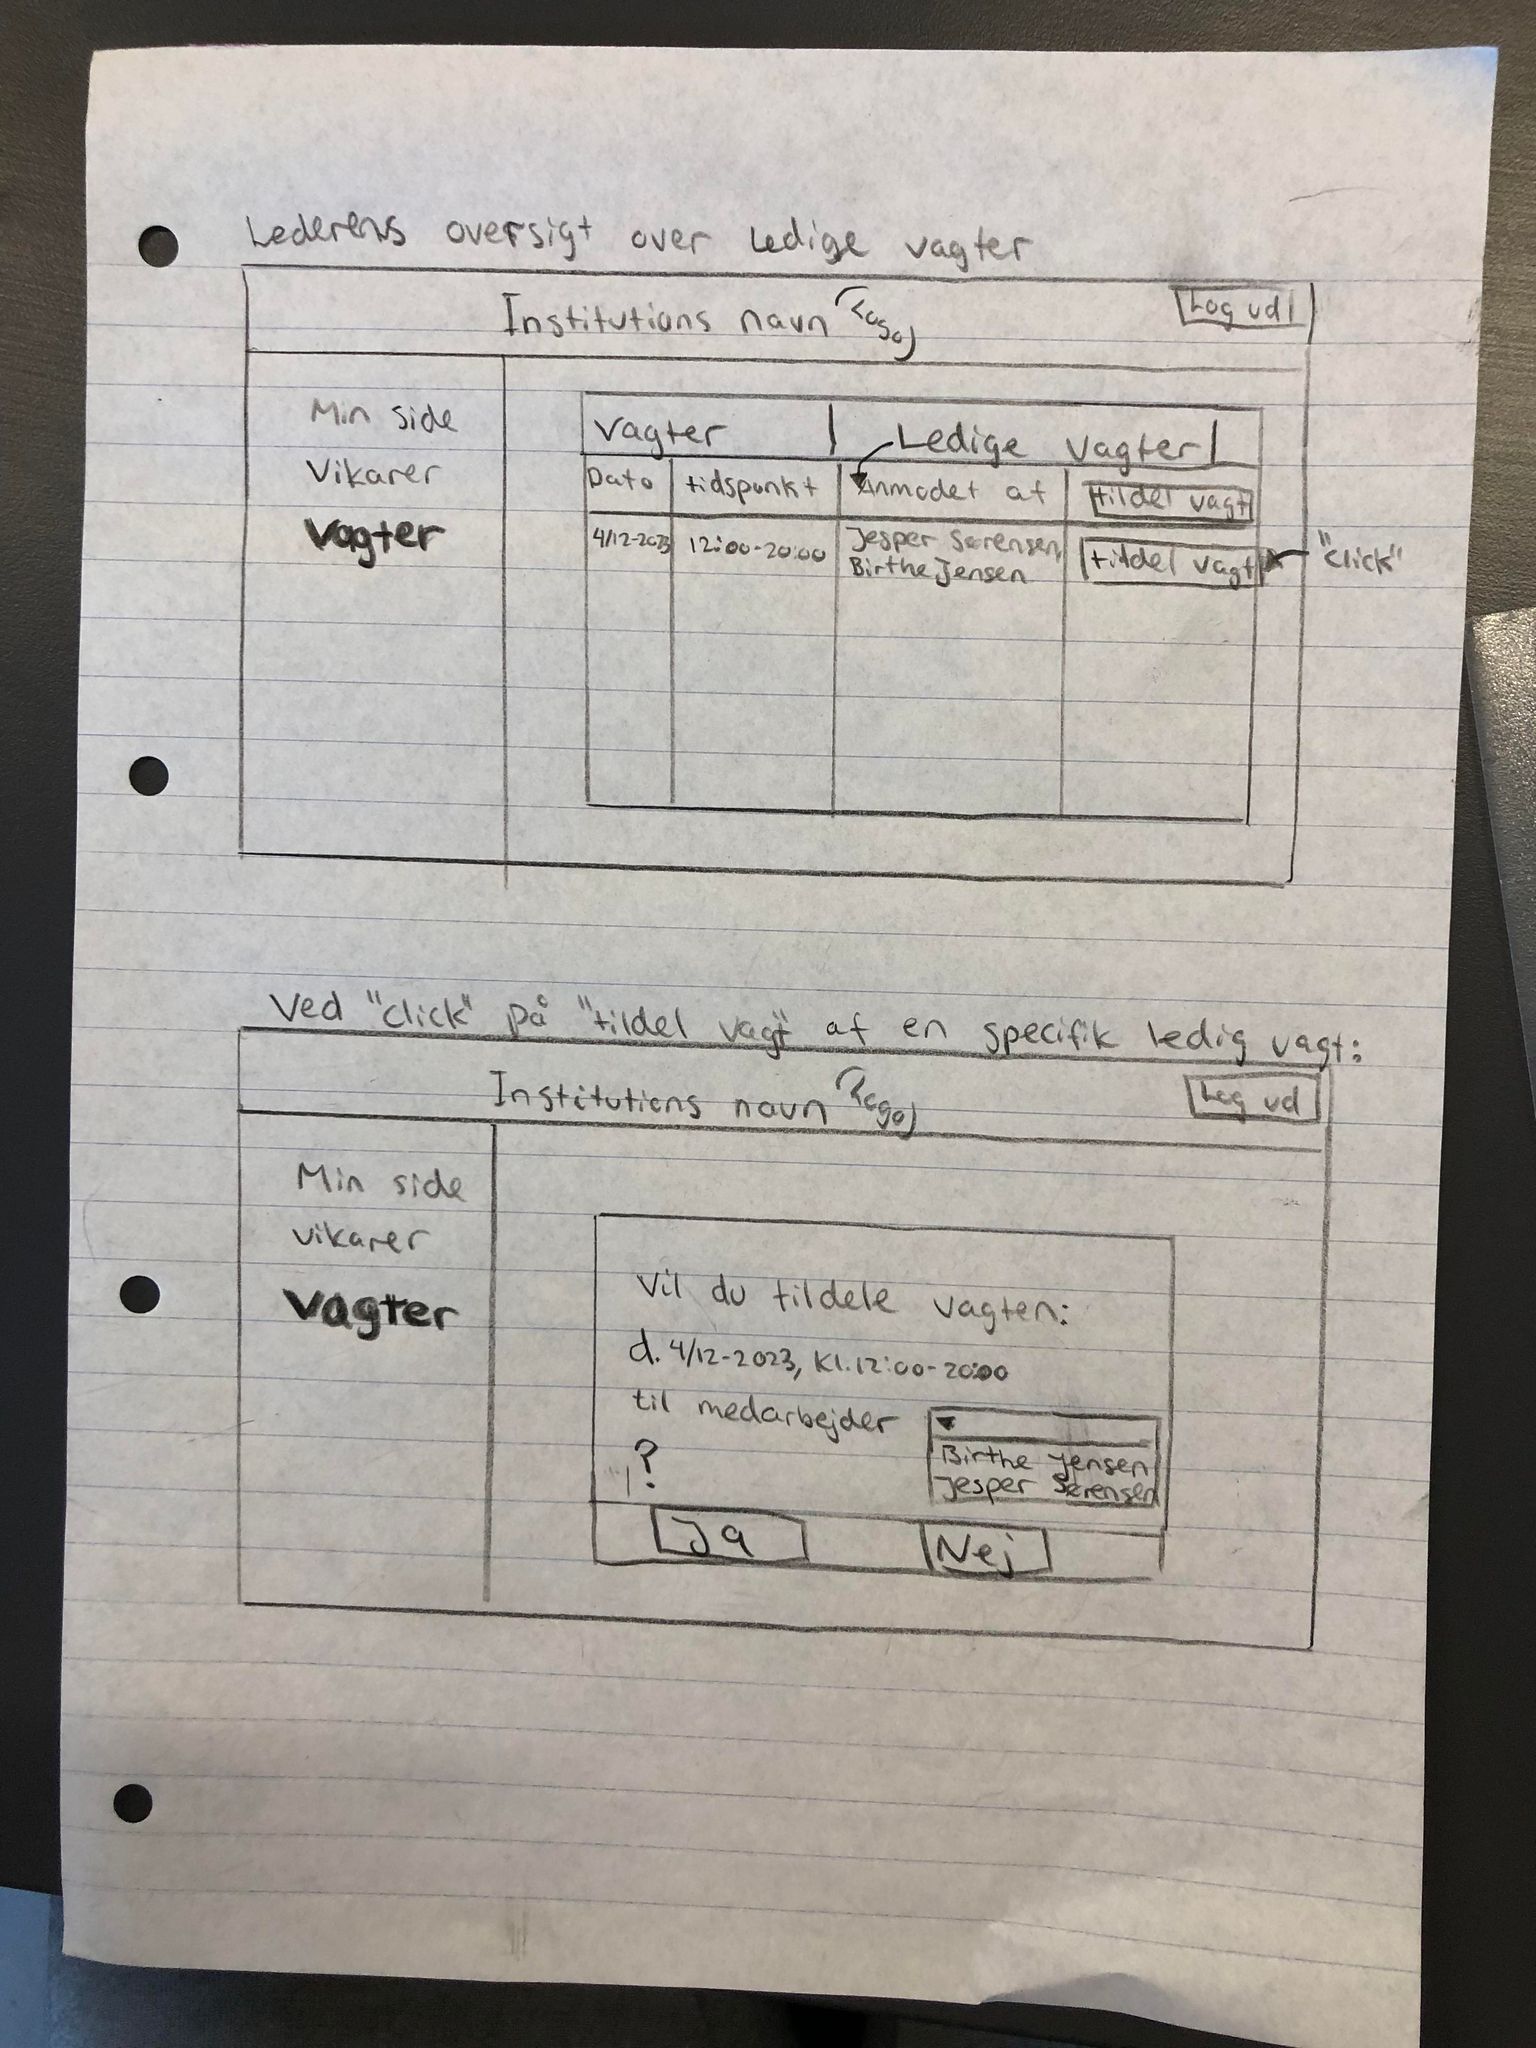 Lederens oversigt over ledige vagter
Institutions navn (Logo) Log ud
Min side
Vikarer
Vagter
Vagter Ledige vagter
Dato tidspunkt Anmodet af tildel vagt
4/12-2023 12:00-20:00 Jesper Sørensen, tildel vagt "click"
Birthe Jensen
Ved "click" på "tildel vagt" af en specifik ledig vagt:
Institutions navn (Logo) Log ud
Min side
vikarer
Vagter
Vil du tildele vagten:
d. 4/12-2023, Kl. 12:00-20:00
til medarbejder
Birthe Jensen
Jesper Sørensen
?
Ja Nej